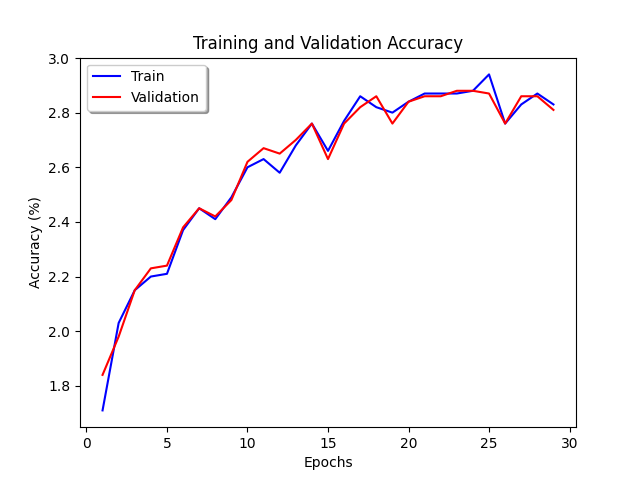 Training and Validation Accuracy
Train
Validation
Accuracy (%)
3.0
2.8
2.6
2.4
2.2
2.0
1.8
0 5 10 15 20 25 30
Epochs